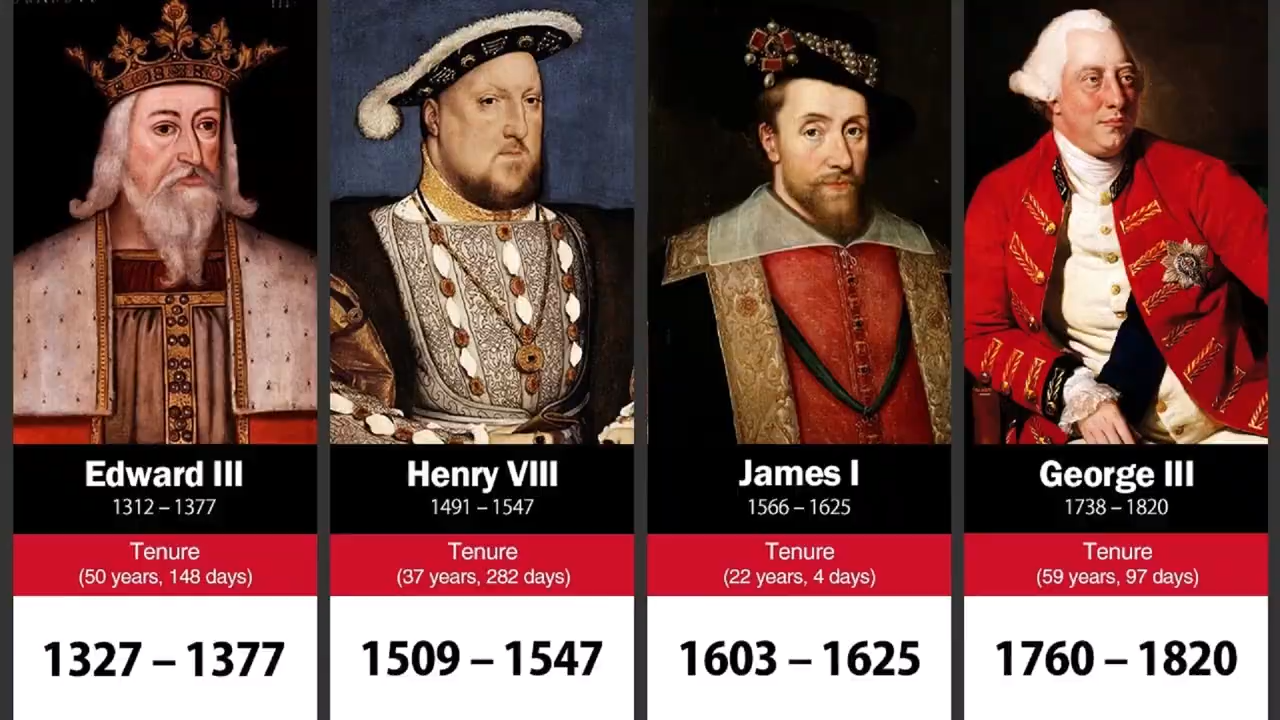 III·
Edward III
1312 – 1377
Tenure
(50 years, 148 days)
1327 – 1377
Henry VIII
1491 – 1547
Tenure
(37 years, 282 days)
1509 – 1547
James I
1566 – 1625
Tenure
(22 years, 4 days)
1603 – 1625
George III
1738 – 1820
Tenure
(59 years, 97 days)
1760 – 1820